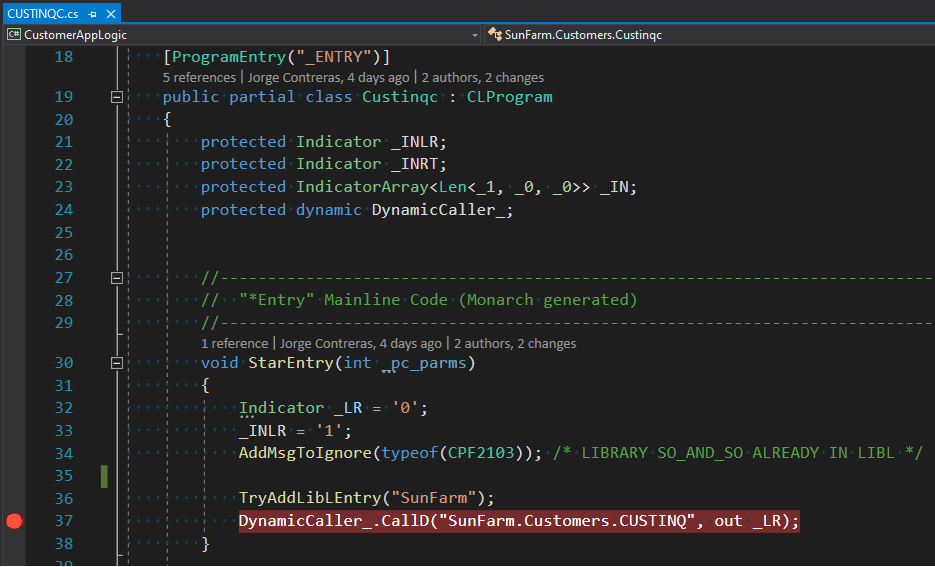 CUSTINQC.cs
CustomerAppLogic
SunFarm.Customers.Custinqc
18 [ProgramEntry("_ENTRY")]
5 references | Jorge Contreras, 4 days ago | 2 authors, 2 changes
19 public partial class Custinqc : CLProgram
20 {
21 protected Indicator _INLR;
22 protected Indicator _INRT;
23 protected IndicatorArray<Len<_1, _0, _0>> _IN;
24 protected dynamic DynamicCaller_;
25
26
27 //---------------------------------------------------------------------------
28 // "*Entry" Mainline Code (Monarch generated)
29 //---------------------------------------------------------------------------
1 reference | Jorge Contreras, 4 days ago | 2 authors, 2 changes
30 void StarEntry(int _pc_parms)
31 {
32 Indicator _LR = '0';
33 _INLR = '1';
34 AddMsgToIgnore(typeof(CPF2103)); /* LIBRARY SO_AND_SO ALREADY IN LIBL */
35
36 TryAddLibLEntry("SunFarm");
37 DynamicCaller_.CallD("SunFarm.Customers.CUSTINQ", out _LR);
38 }
39